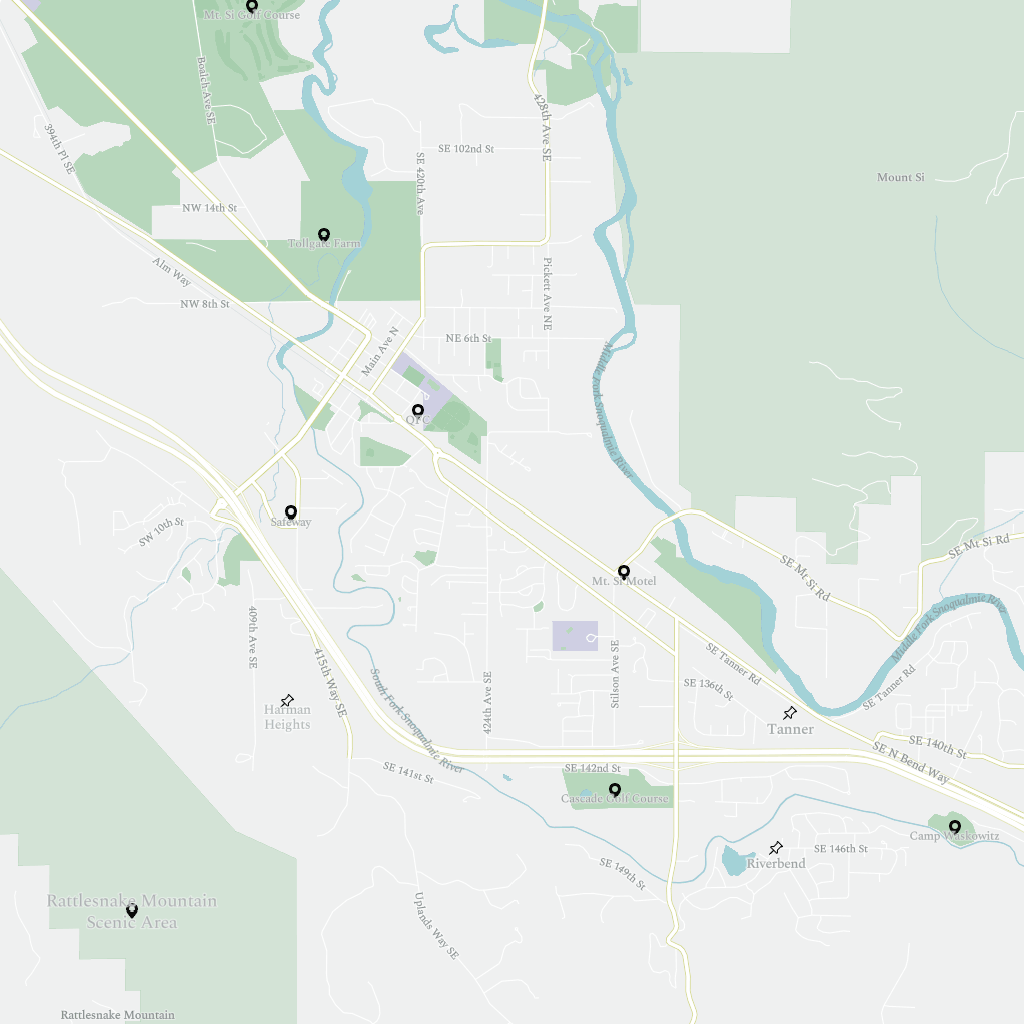 Mt. Si Golf Course
Boalch Ave SE
428th Ave SE
394th Pl SE
SE 102nd St
SE 420th Ave
Mount Si
NW 14th St
Tollgate Farm
Alm Way
Pickett Ave NE
NW 8th St
Main Ave N
NE 6th St
Middle Fork Snoqualmie River
QFC
Safeway
SW 10th St
SE Mt Si Rd
SE Mt Si Rd
Mt. Si Motel
Middle Fork Snoqualmie River
409th Ave SE
415th Way SE
South Fork Snoqualmie River
424th Ave SE
Stilson Ave SE
SE Tanner Rd
SE Tanner Rd
SE 136th St
Harman
Heights
Tanner
SE 140th St
SE N Bend Way
SE 141st St
SE 142nd St
Cascade Golf Course
Camp Waskowitz
SE 146th St
Riverbend
SE 149th St
Uplands Way SE
Rattlesnake Mountain
Scenic Area
Rattlesnake Mountain